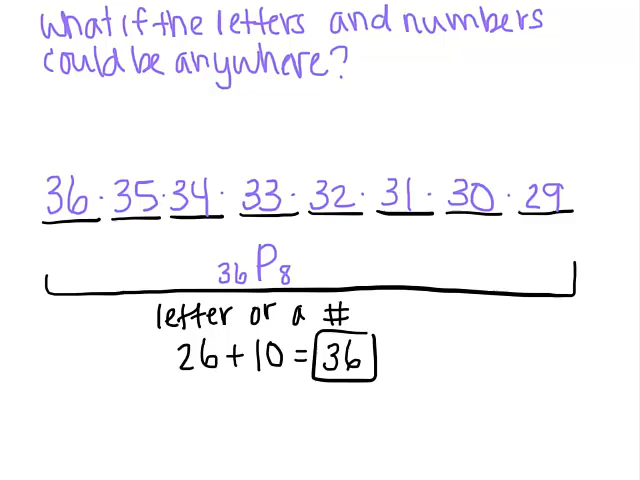 What if the letters and numbers
could be anywhere?
36 · 35 · 34 · 33 · 32 · 31 · 30 · 29
₃₆P₈
letter or a #
26 + 10 = 36